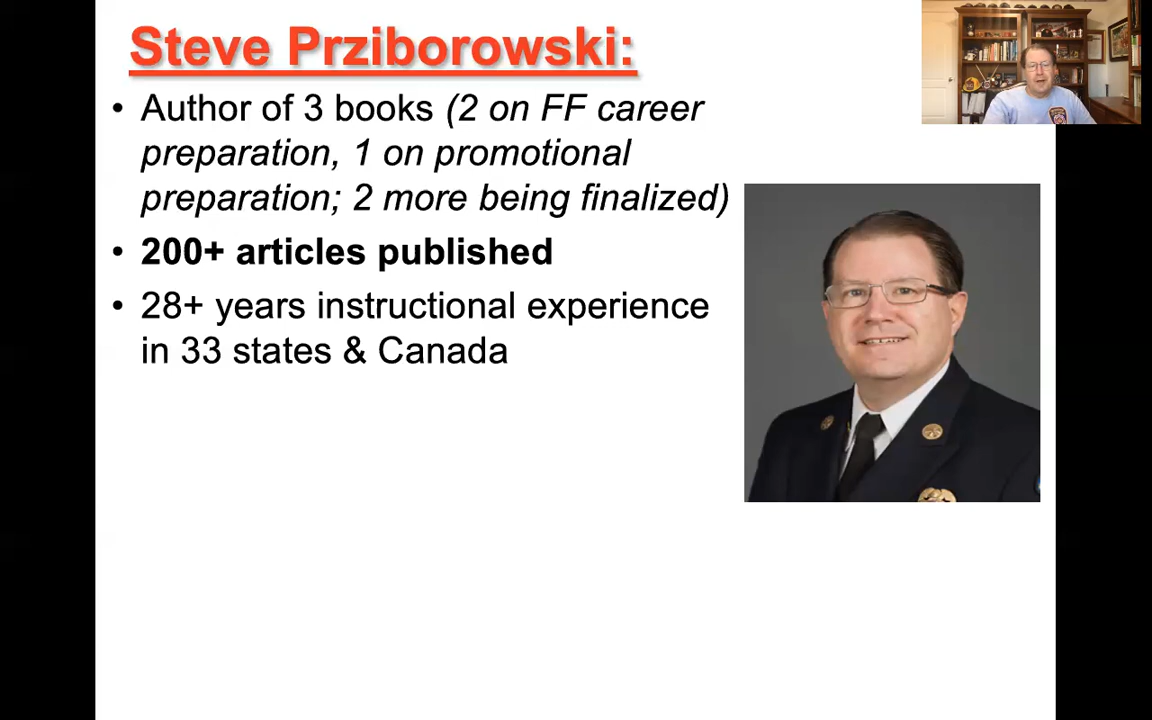 Steve Prziborowski:
• Author of 3 books (2 on FF career
preparation, 1 on promotional
preparation; 2 more being finalized)
• 200+ articles published
• 28+ years instructional experience
in 33 states & Canada